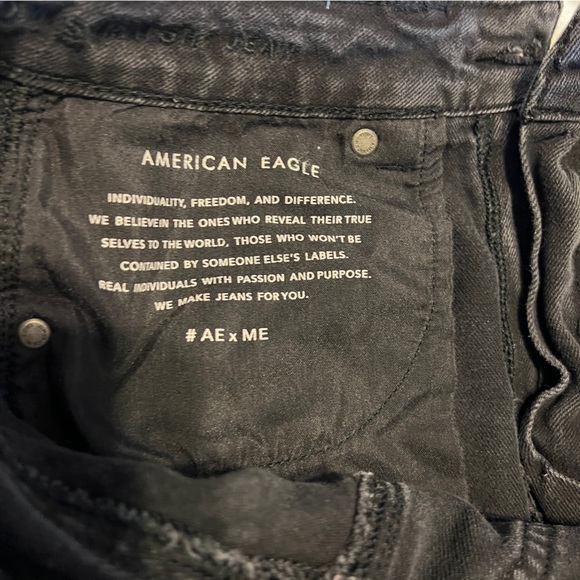 AMERICAN EAGLE
INDIVIDUALITY, FREEDOM, AND DIFFERENCE.
WE BELIEVE IN THE ONES WHO REVEAL THEIR TRUE
SELVES TO THE WORLD, THOSE WHO WON'T BE
CONTAINED BY SOMEONE ELSE'S LABELS.
REAL INDIVIDUALS WITH PASSION AND PURPOSE.
WE MAKE JEANS FOR YOU.
# AE x ME